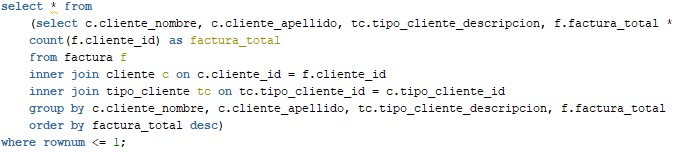 select * from
(select c.cliente_nombre, c.cliente_apellido, tc.tipo_cliente_descripcion, f.factura_total *
count(f.cliente_id) as factura_total
from factura f
inner join cliente c on c.cliente_id = f.cliente_id
inner join tipo_cliente tc on tc.tipo_cliente_id = c.tipo_cliente_id
group by c.cliente_nombre, c.cliente_apellido, tc.tipo_cliente_descripcion, f.factura_total
order by factura_total desc)
where rownum <= 1;